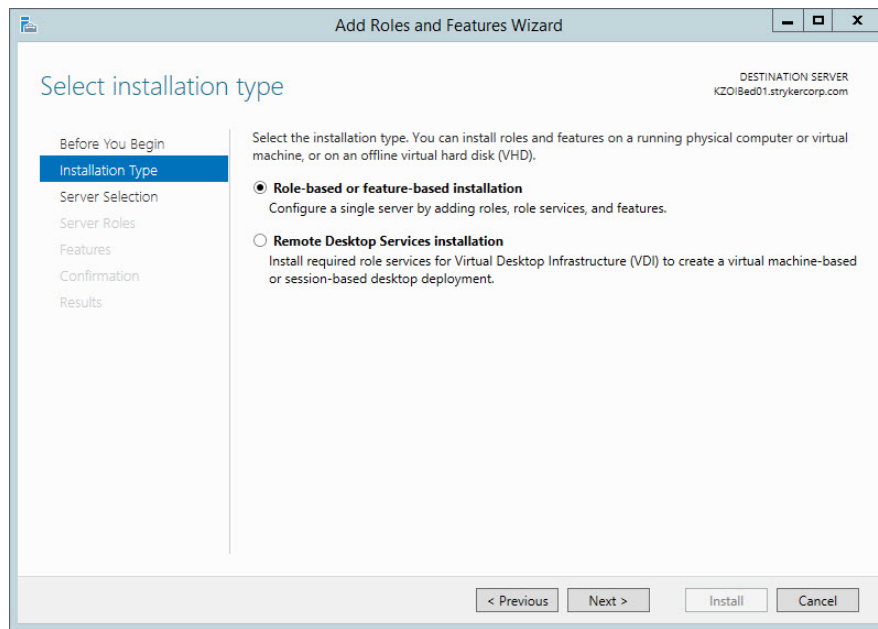 Add Roles and Features Wizard
Select installation type
DESTINATION SERVER
KZOIBed01.strykercorp.com
Before You Begin
Installation Type
Server Selection
Server Roles
Features
Confirmation
Results
Select the installation type. You can install roles and features on a running physical computer or virtual
machine, or on an offline virtual hard disk (VHD).
Role-based or feature-based installation
Configure a single server by adding roles, role services, and features.
Remote Desktop Services installation
Install required role services for Virtual Desktop Infrastructure (VDI) to create a virtual machine-based
or session-based desktop deployment.
< Previous
Next >
Install
Cancel